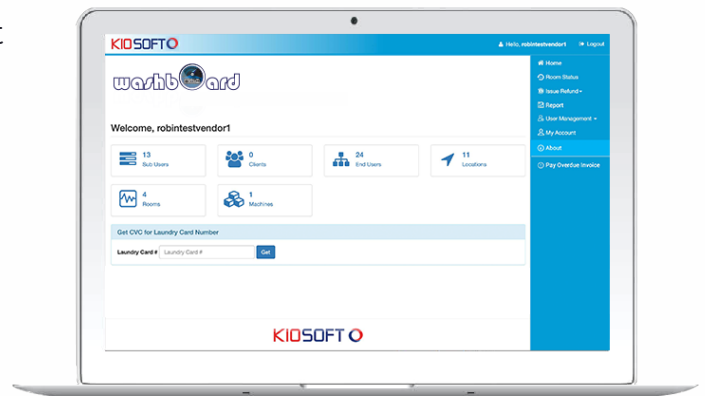 t
KIOSOFT
Helo, robintestvendor1 Logout
washboard
Welcome, robintestvendor1
13
Sub Users
0
Clients
24
End Users
11
Locations
4
Rooms
1
Machines
Get CVC for Laundry Card Number
Laundry Card # Laundry Card # Get
KIOSOFT
Home
Room Status
Issue Refund
Report
User Management
My Account
About
Pay Overdue Invoice